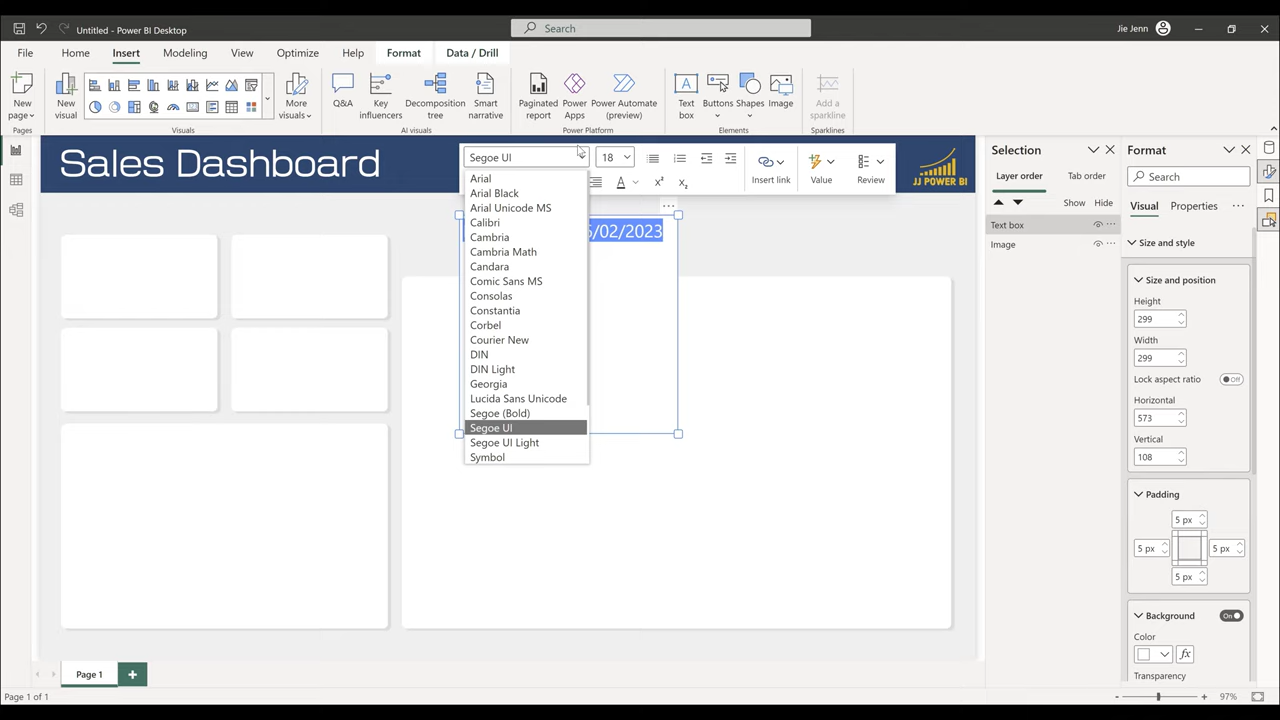 Untitled - Power BI Desktop
Search
Jie Jenn
File
Home
Insert
Modeling
View
Optimize
Help
Format
Data / Drill
New page
Pages
New visual
Visuals
More visuals
Q&A
Key influencers
Decomposition tree
Smart narrative
AI visuals
Paginated report
Power Apps
Power Automate (preview)
Power Platform
Text box
Buttons
Shapes
Image
Elements
Add a sparkline
Sparklines
Sales Dashboard
JJ POWER BI
Segoe UI
18
Insert link
Value
Review
Arial
Arial Black
Arial Unicode MS
Calibri
Cambria
Cambria Math
Candara
Comic Sans MS
Consolas
Constantia
Corbel
Courier New
DIN
DIN Light
Georgia
Lucida Sans Unicode
Segoe (Bold)
Segoe UI
Segoe UI Light
Symbol
/02/2023
Selection
Layer order
Tab order
Show
Hide
Text box
Image
Format
Search
Visual
Properties
Size and style
Size and position
Height
299
Width
299
Lock aspect ratio
Off
Horizontal
573
Vertical
108
Padding
5 px
5 px
5 px
5 px
Background
On
Color
fx
Transparency
Page 1
Page 1 of 1
97%